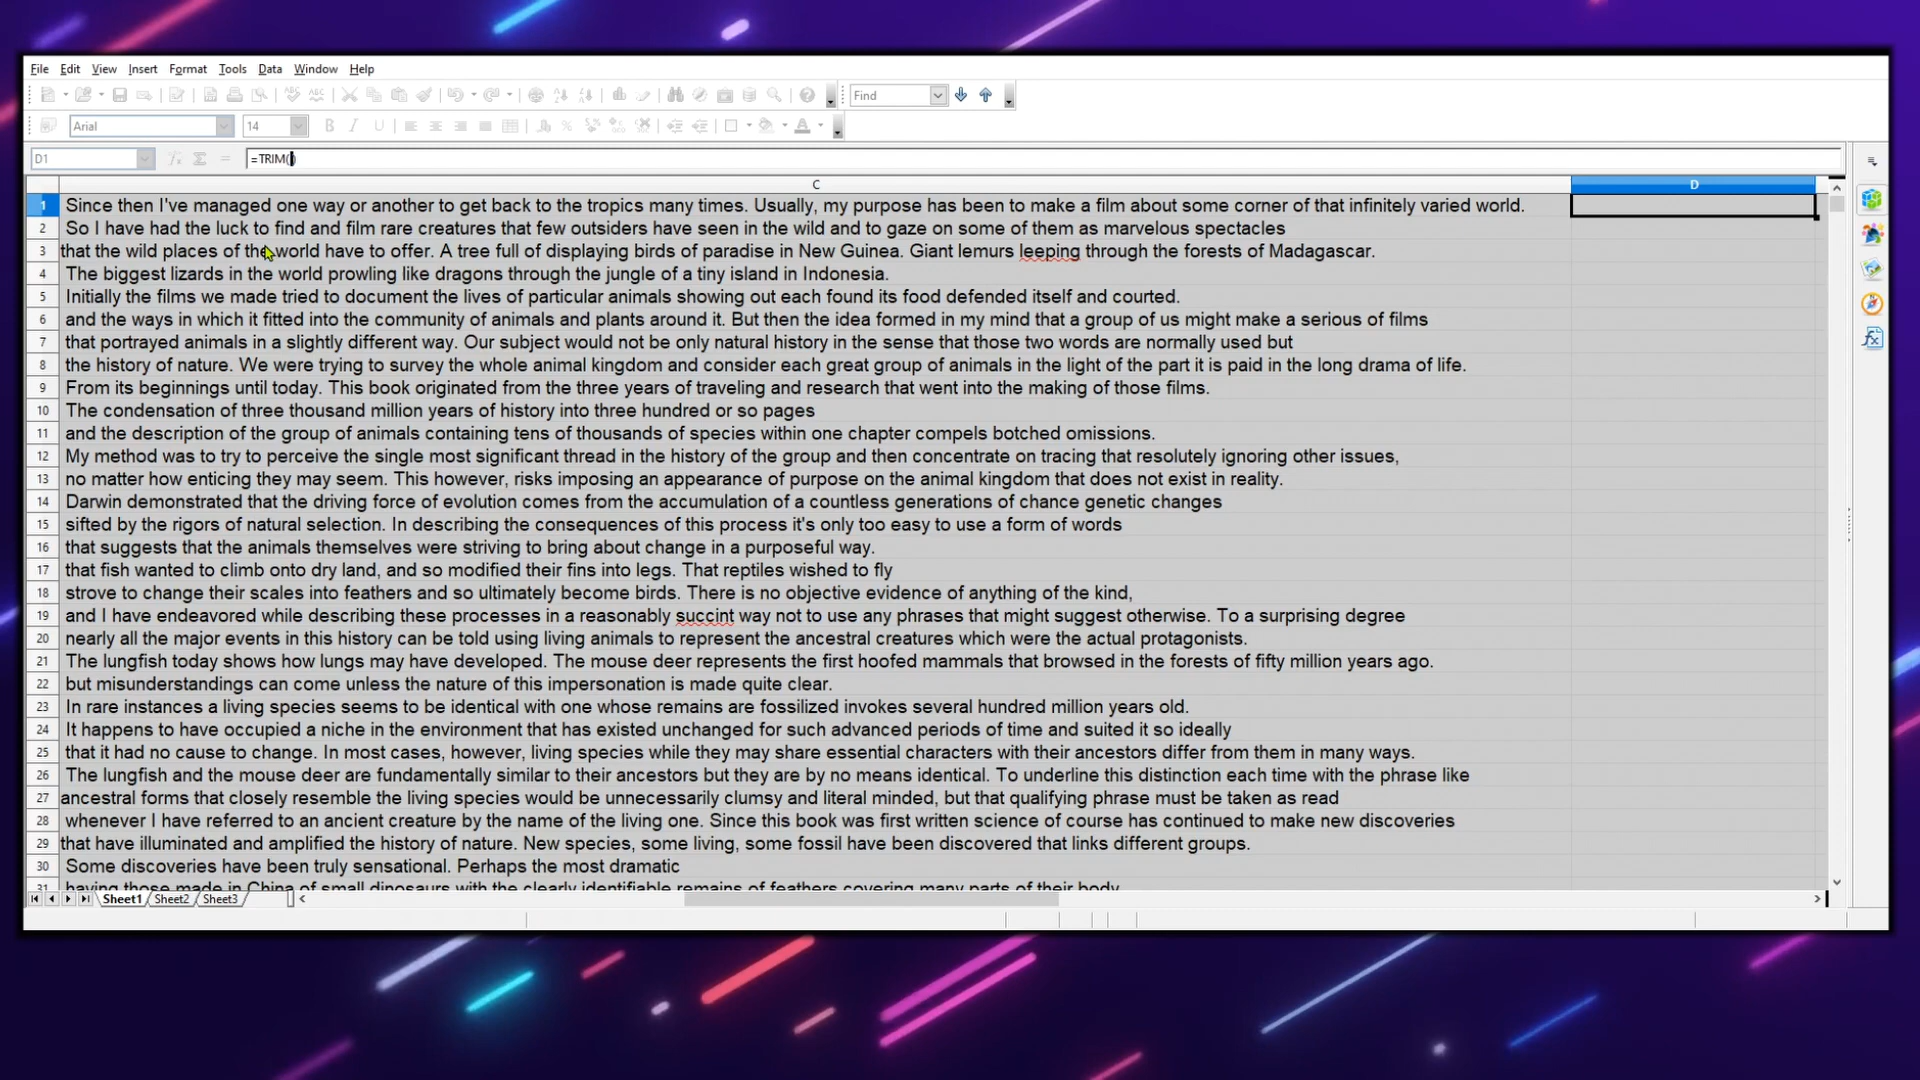 File Edit View Insert Format Tools Data Window Help
Find
Arial 14
D1 =TRIM()
C D
1 Since then I've managed one way or another to get back to the tropics many times. Usually, my purpose has been to make a film about some corner of that infinitely varied world.
2 So I have had the luck to find and film rare creatures that few outsiders have seen in the wild and to gaze on some of them as marvelous spectacles
3 that the wild places of the world have to offer. A tree full of displaying birds of paradise in New Guinea. Giant lemurs leeping through the forests of Madagascar.
4 The biggest lizards in the world prowling like dragons through the jungle of a tiny island in Indonesia.
5 Initially the films we made tried to document the lives of particular animals showing out each found its food defended itself and courted.
6 and the ways in which it fitted into the community of animals and plants around it. But then the idea formed in my mind that a group of us might make a serious of films
7 that portrayed animals in a slightly different way. Our subject would not be only natural history in the sense that those two words are normally used but
8 the history of nature. We were trying to survey the whole animal kingdom and consider each great group of animals in the light of the part it is paid in the long drama of life.
9 From its beginnings until today. This book originated from the three years of traveling and research that went into the making of those films.
10 The condensation of three thousand million years of history into three hundred or so pages
11 and the description of the group of animals containing tens of thousands of species within one chapter compels botched omissions.
12 My method was to try to perceive the single most significant thread in the history of the group and then concentrate on tracing that resolutely ignoring other issues,
13 no matter how enticing they may seem. This however, risks imposing an appearance of purpose on the animal kingdom that does not exist in reality.
14 Darwin demonstrated that the driving force of evolution comes from the accumulation of a countless generations of chance genetic changes
15 sifted by the rigors of natural selection. In describing the consequences of this process it's only too easy to use a form of words
16 that suggests that the animals themselves were striving to bring about change in a purposeful way.
17 that fish wanted to climb onto dry land, and so modified their fins into legs. That reptiles wished to fly
18 strove to change their scales into feathers and so ultimately become birds. There is no objective evidence of anything of the kind,
19 and I have endeavored while describing these processes in a reasonably succint way not to use any phrases that might suggest otherwise. To a surprising degree
20 nearly all the major events in this history can be told using living animals to represent the ancestral creatures which were the actual protagonists.
21 The lungfish today shows how lungs may have developed. The mouse deer represents the first hoofed mammals that browsed in the forests of fifty million years ago.
22 but misunderstandings can come unless the nature of this impersonation is made quite clear.
23 In rare instances a living species seems to be identical with one whose remains are fossilized invokes several hundred million years old.
24 It happens to have occupied a niche in the environment that has existed unchanged for such advanced periods of time and suited it so ideally
25 that it had no cause to change. In most cases, however, living species while they may share essential characters with their ancestors differ from them in many ways.
26 The lungfish and the mouse deer are fundamentally similar to their ancestors but they are by no means identical. To underline this distinction each time with the phrase like
27 ancestral forms that closely resemble the living species would be unnecessarily clumsy and literal minded, but that qualifying phrase must be taken as read
28 whenever I have referred to an ancient creature by the name of the living one. Since this book was first written science of course has continued to make new discoveries
29 that have illuminated and amplified the history of nature. New species, some living, some fossil have been discovered that links different groups.
30 Some discoveries have been truly sensational. Perhaps the most dramatic
31 having those made in China of small dinosaurs with the clearly identifiable remains of feathers covering many parts of their body
Sheet1 Sheet2 Sheet3